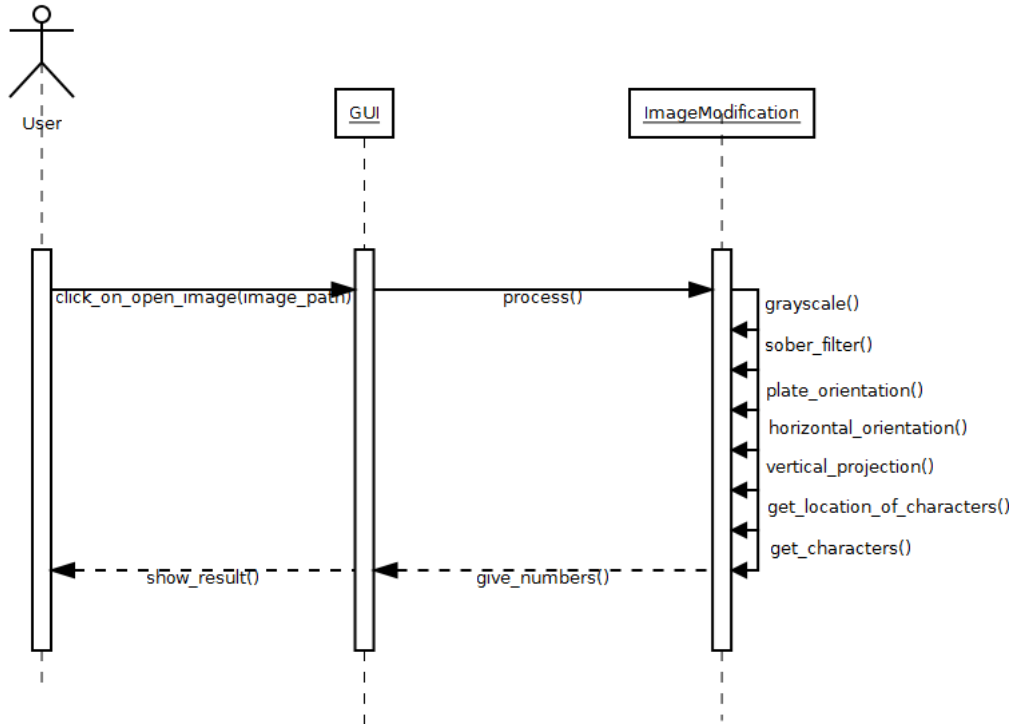 User
GUI
ImageModification
click_on_open_image(image_path)
process()
grayscale()
sober_filter()
plate_orientation()
horizontal_orientation()
vertical_projection()
get_location_of_characters()
get_characters()
show_result()
give_numbers()